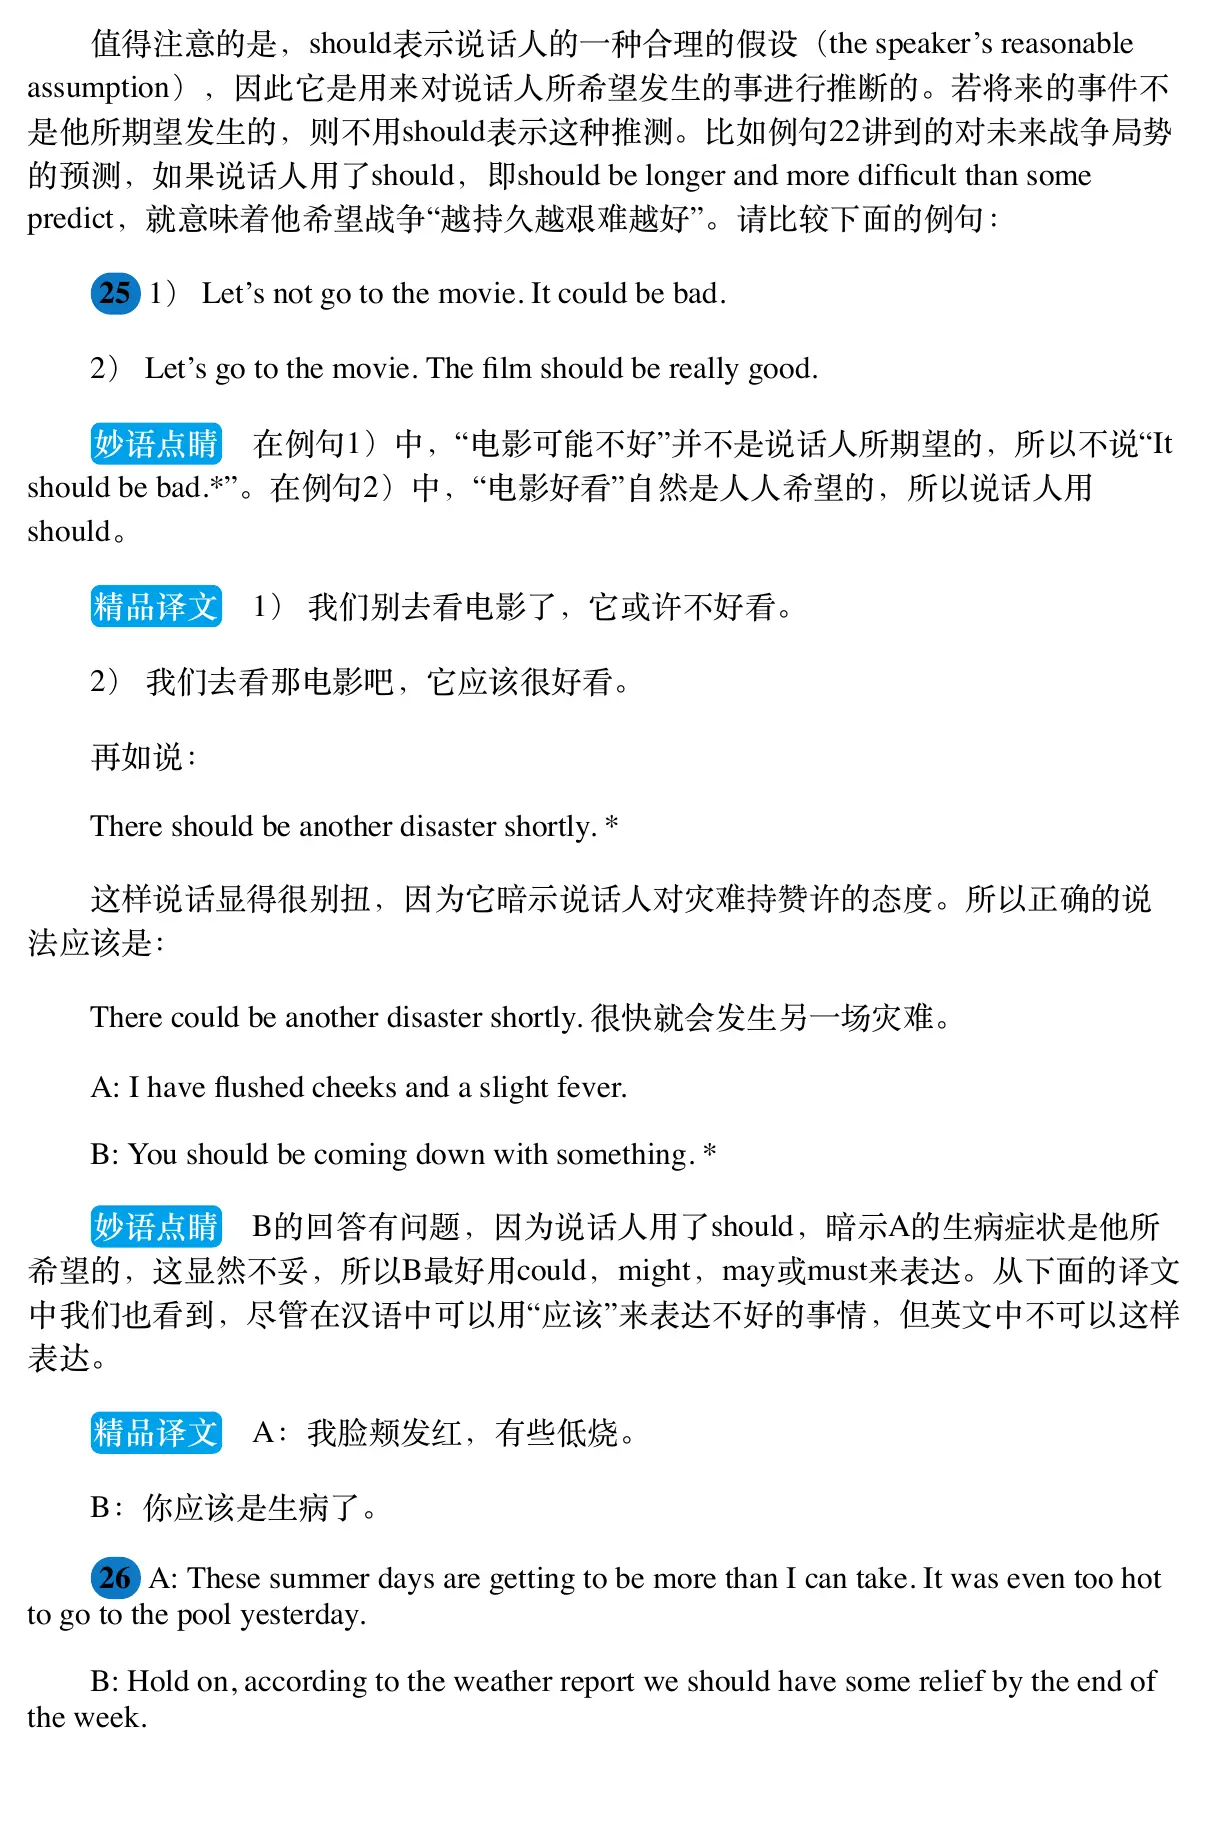 值得注意的是，should表示说话人的一种合理的假设（the speaker’s reasonable
assumption），因此它是用来对说话人所希望发生的事进行推断的。若将来的事件不
是他所期望发生的，则不用should表示这种推测。比如例句22讲到的对未来战争局势
的预测，如果说话人用了should，即should be longer and more difficult than some
predict，就意味着他希望战争“越持久越艰难越好”。请比较下面的例句：
25 1） Let’s not go to the movie. It could be bad.
2） Let’s go to the movie. The film should be really good.
妙语点睛 在例句1）中，“电影可能不好”并不是说话人所期望的，所以不说“It
should be bad.*”。在例句2）中，“电影好看”自然是人人希望的，所以说话人用
should。
精品译文 1） 我们别去看电影了，它或许不好看。
2） 我们去看那电影吧，它应该很好看。
再如说：
There should be another disaster shortly. *
这样说话显得很别扭，因为它暗示说话人对灾难持赞许的态度。所以正确的说
法应该是：
There could be another disaster shortly. 很快就会发生另一场灾难。
A: I have flushed cheeks and a slight fever.
B: You should be coming down with something. *
妙语点睛 B的回答有问题，因为说话人用了should，暗示A的生病症状是他所
希望的，这显然不妥，所以B最好用could，might，may或must来表达。从下面的译文
中我们也看到，尽管在汉语中可以用“应该”来表达不好的事情，但英文中不可以这样
表达。
精品译文 A：我脸颊发红，有些低烧。
B：你应该是生病了。
26 A: These summer days are getting to be more than I can take. It was even too hot
to go to the pool yesterday.
B: Hold on, according to the weather report we should have some relief by the end of
the week.